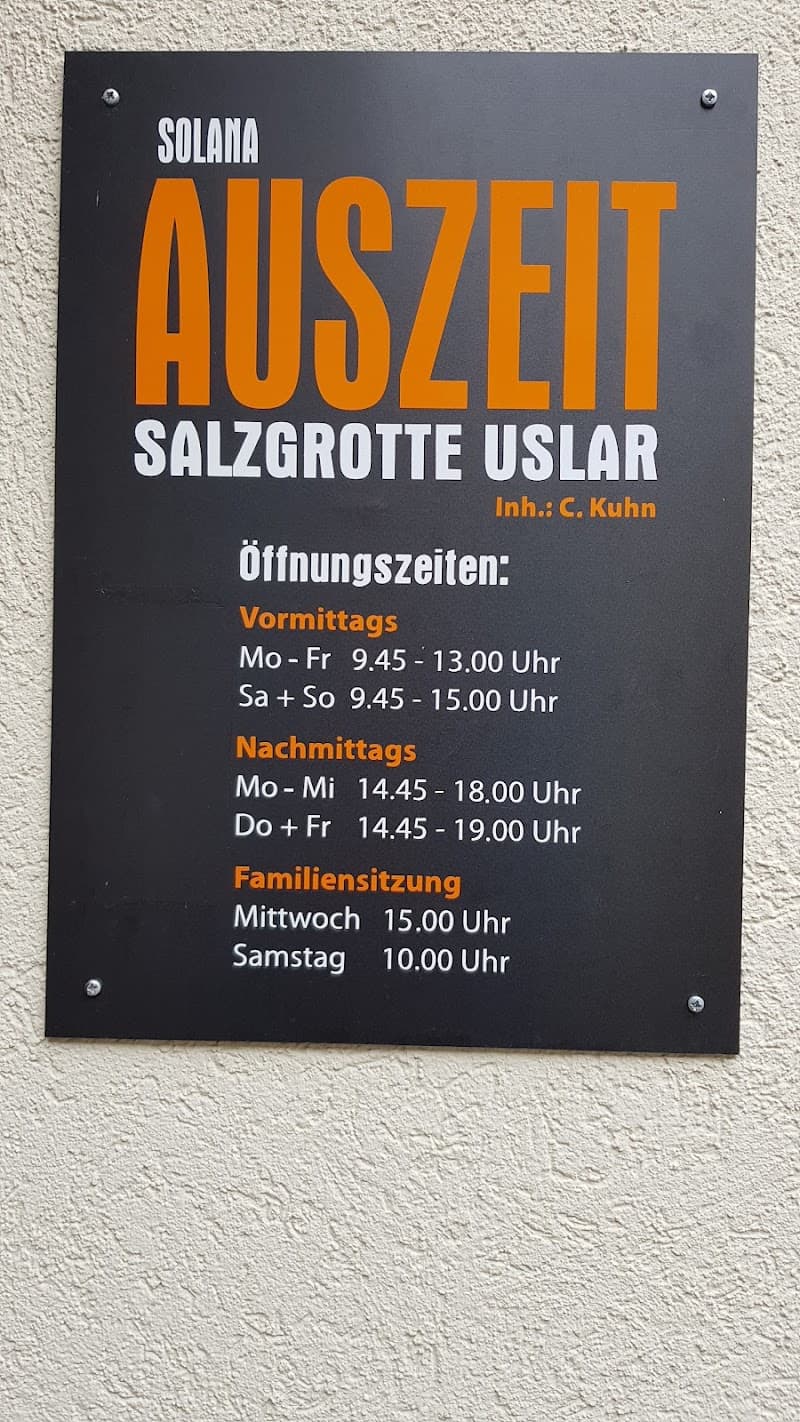 SOLANA
AUSZEIT
SALZGROTTE USLAR
Inh.: C. Kuhn
Öffnungszeiten:
Vormittags
Mo - Fr 9.45 - 13.00 Uhr
Sa + So 9.45 - 15.00 Uhr
Nachmittags
Mo - Mi 14.45 - 18.00 Uhr
Do + Fr 14.45 - 19.00 Uhr
Familiensitzung
Mittwoch 15.00 Uhr
Samstag 10.00 Uhr